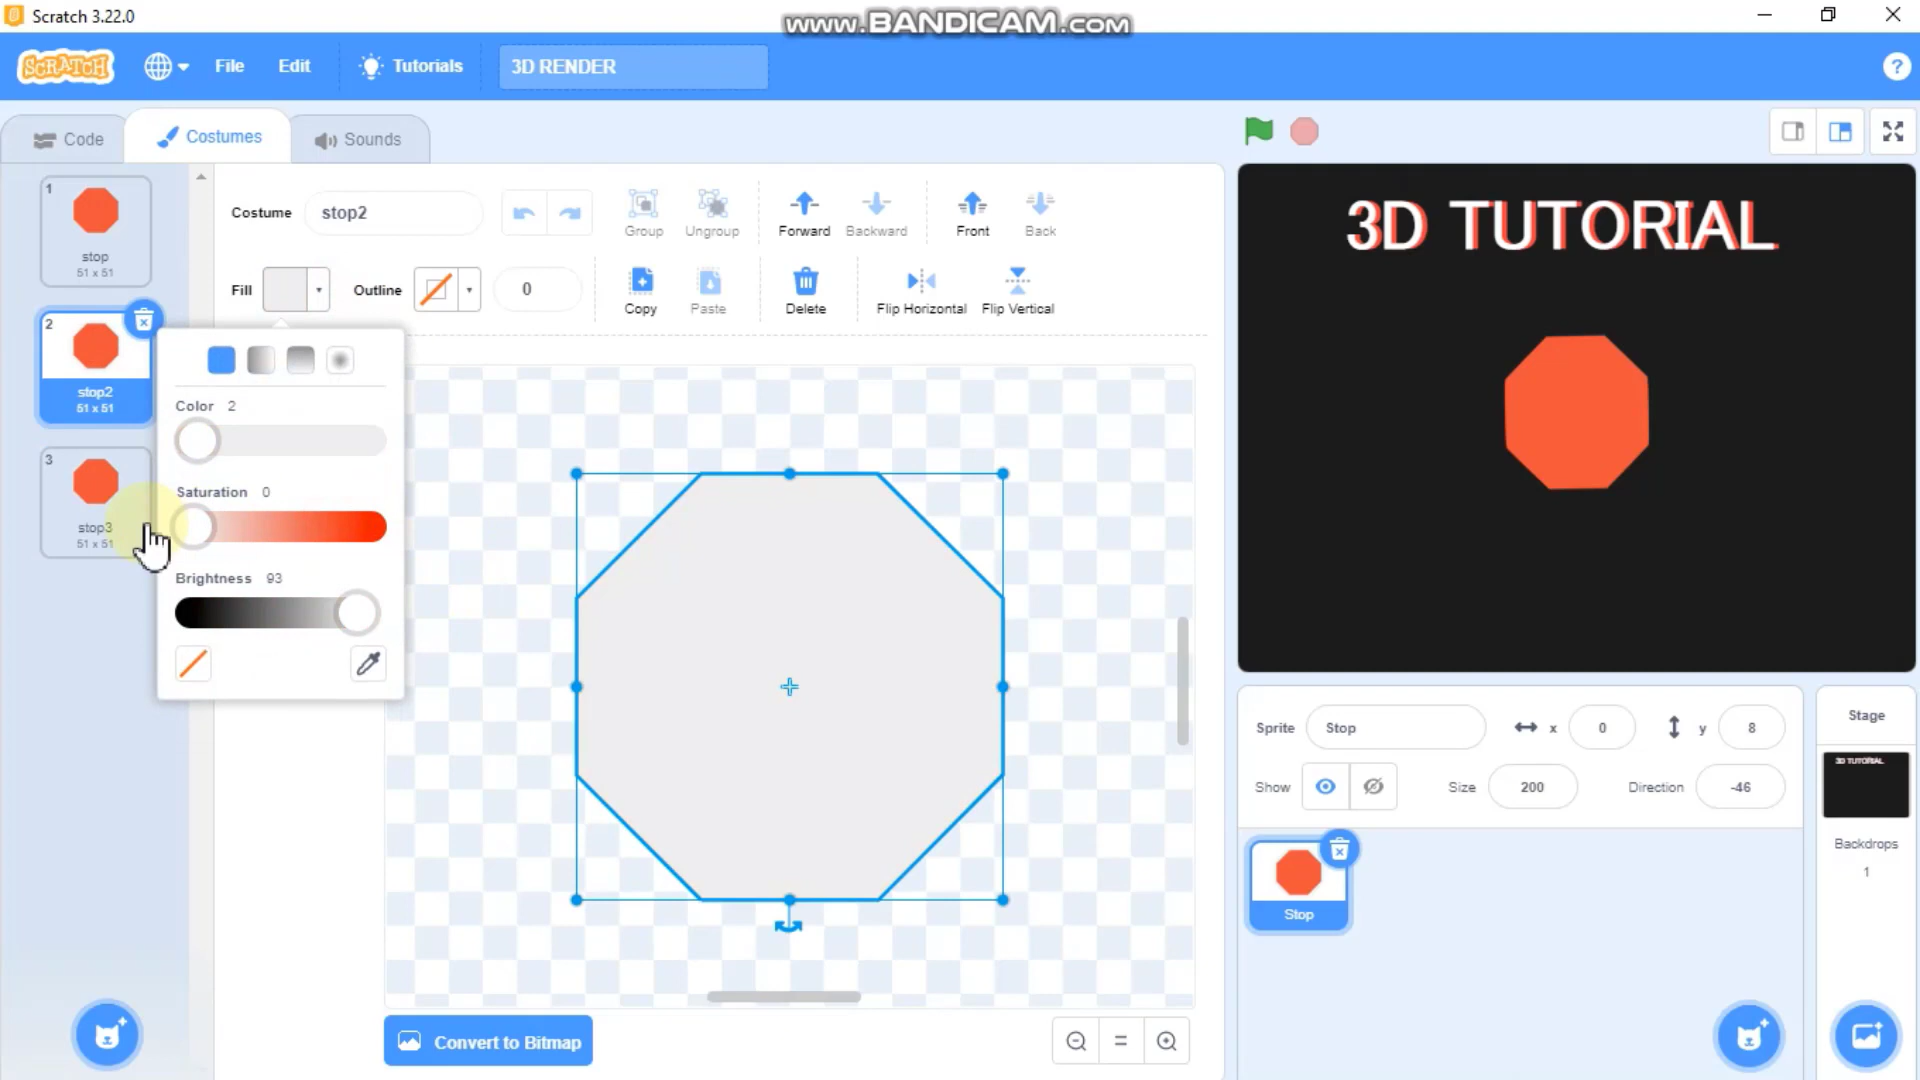 Scratch 3.22.0
www.BANDICAM.com
SCRATCH
File
Edit
Tutorials
3D RENDER
?
Code
Costumes
Sounds
1
stop
51 x 51
2
stop2
51 x 51
3
stop3
51 x 51
Costume
stop2
Group
Ungroup
Forward
Backward
Front
Back
Fill
Outline
0
Copy
Paste
Delete
Flip Horizontal
Flip Vertical
Color 2
Saturation 0
Brightness 93
Convert to Bitmap
3D TUTORIAL
Sprite
Stop
x
0
y
8
Show
Size
200
Direction
-46
Stop
Stage
3D TUTORIAL
Backdrops
1